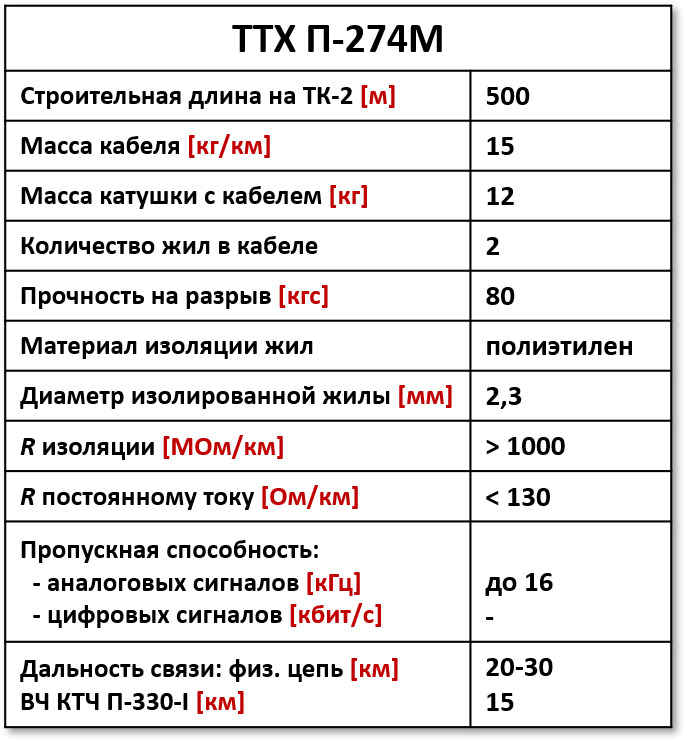 ТТХ П-274М
Строительная длина на ТК-2 [м] 500
Масса кабеля [кг/км] 15
Масса катушки с кабелем [кг] 12
Количество жил в кабеле 2
Прочность на разрыв [кгс] 80
Материал изоляции жил полиэтилен
Диаметр изолированной жилы [мм] 2,3
R изоляции [МОм/км] > 1000
R постоянному току [Ом/км] < 130
Пропускная способность:
- аналоговых сигналов [кГц] до 16
- цифровых сигналов [кбит/с] -
Дальность связи: физ. цепь [км] 20-30
ВЧ КТЧ П-330-I [км] 15